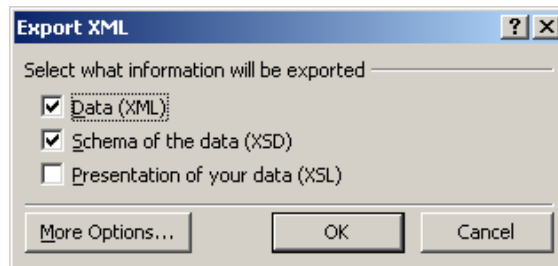 Export XML
Select what information will be exported
Data (XML)
Schema of the data (XSD)
Presentation of your data (XSL)
More Options... OK Cancel